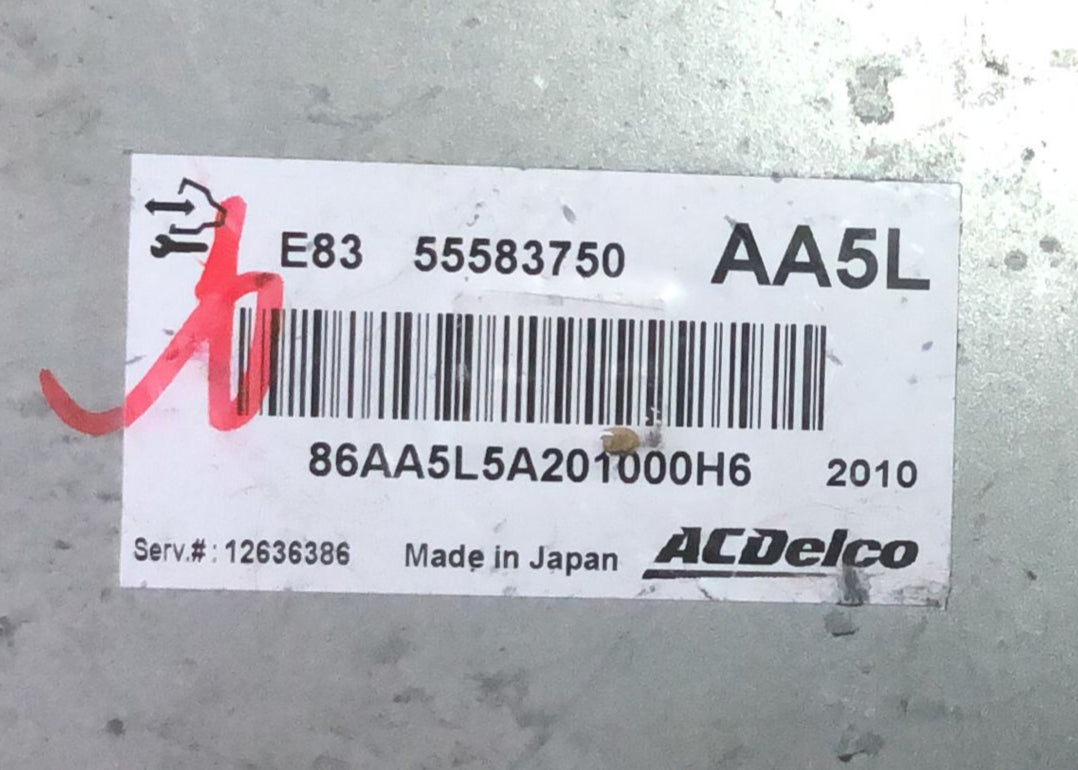 E83 55583750 AA5L
86AA5L5A201000H6 2010
Serv.#: 12636386 Made in Japan ACDelco